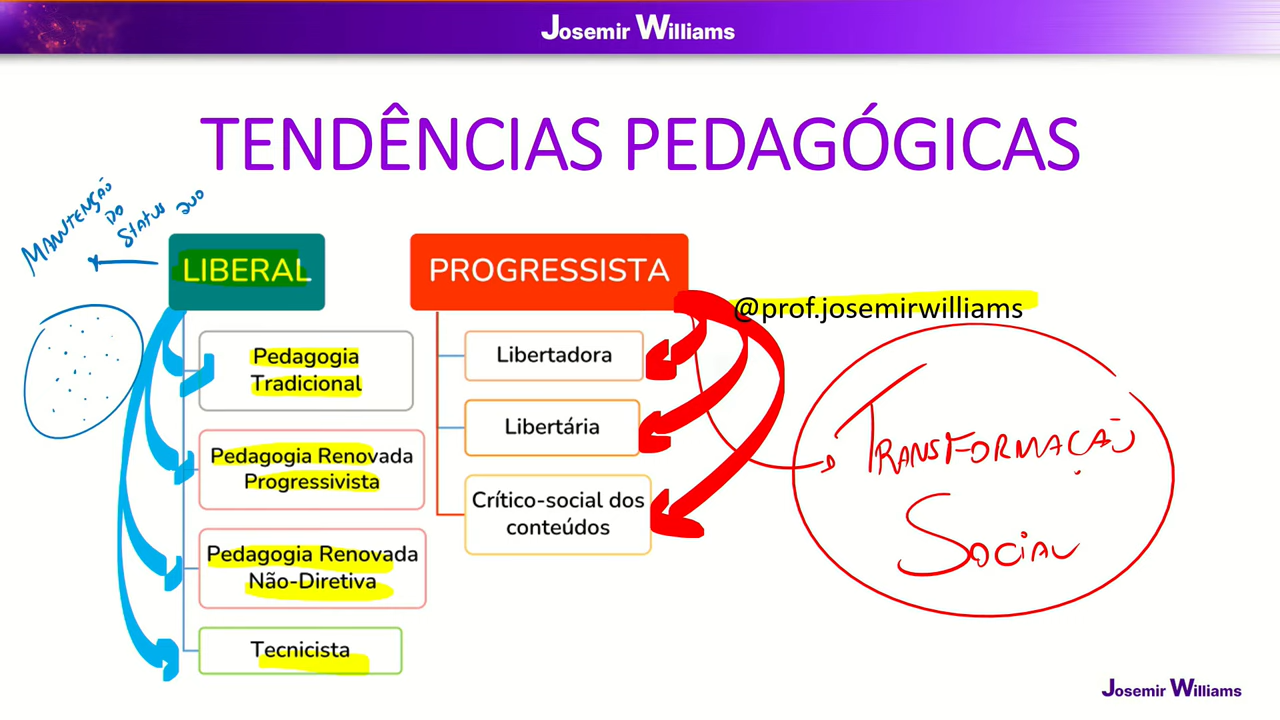 Josemir Williams
TENDÊNCIAS PEDAGÓGICAS
MANUTENÇÃO
DO
STATUS QUO
LIBERAL
Pedagogia
Tradicional
Pedagogia Renovada
Progressivista
Pedagogia Renovada
Não-Diretiva
Tecnicista
PROGRESSISTA
@prof.josemirwilliams
Libertadora
Libertária
Crítico-social dos
conteúdos
TRANSFORMAÇÃO
SOCIAL
Josemir Williams